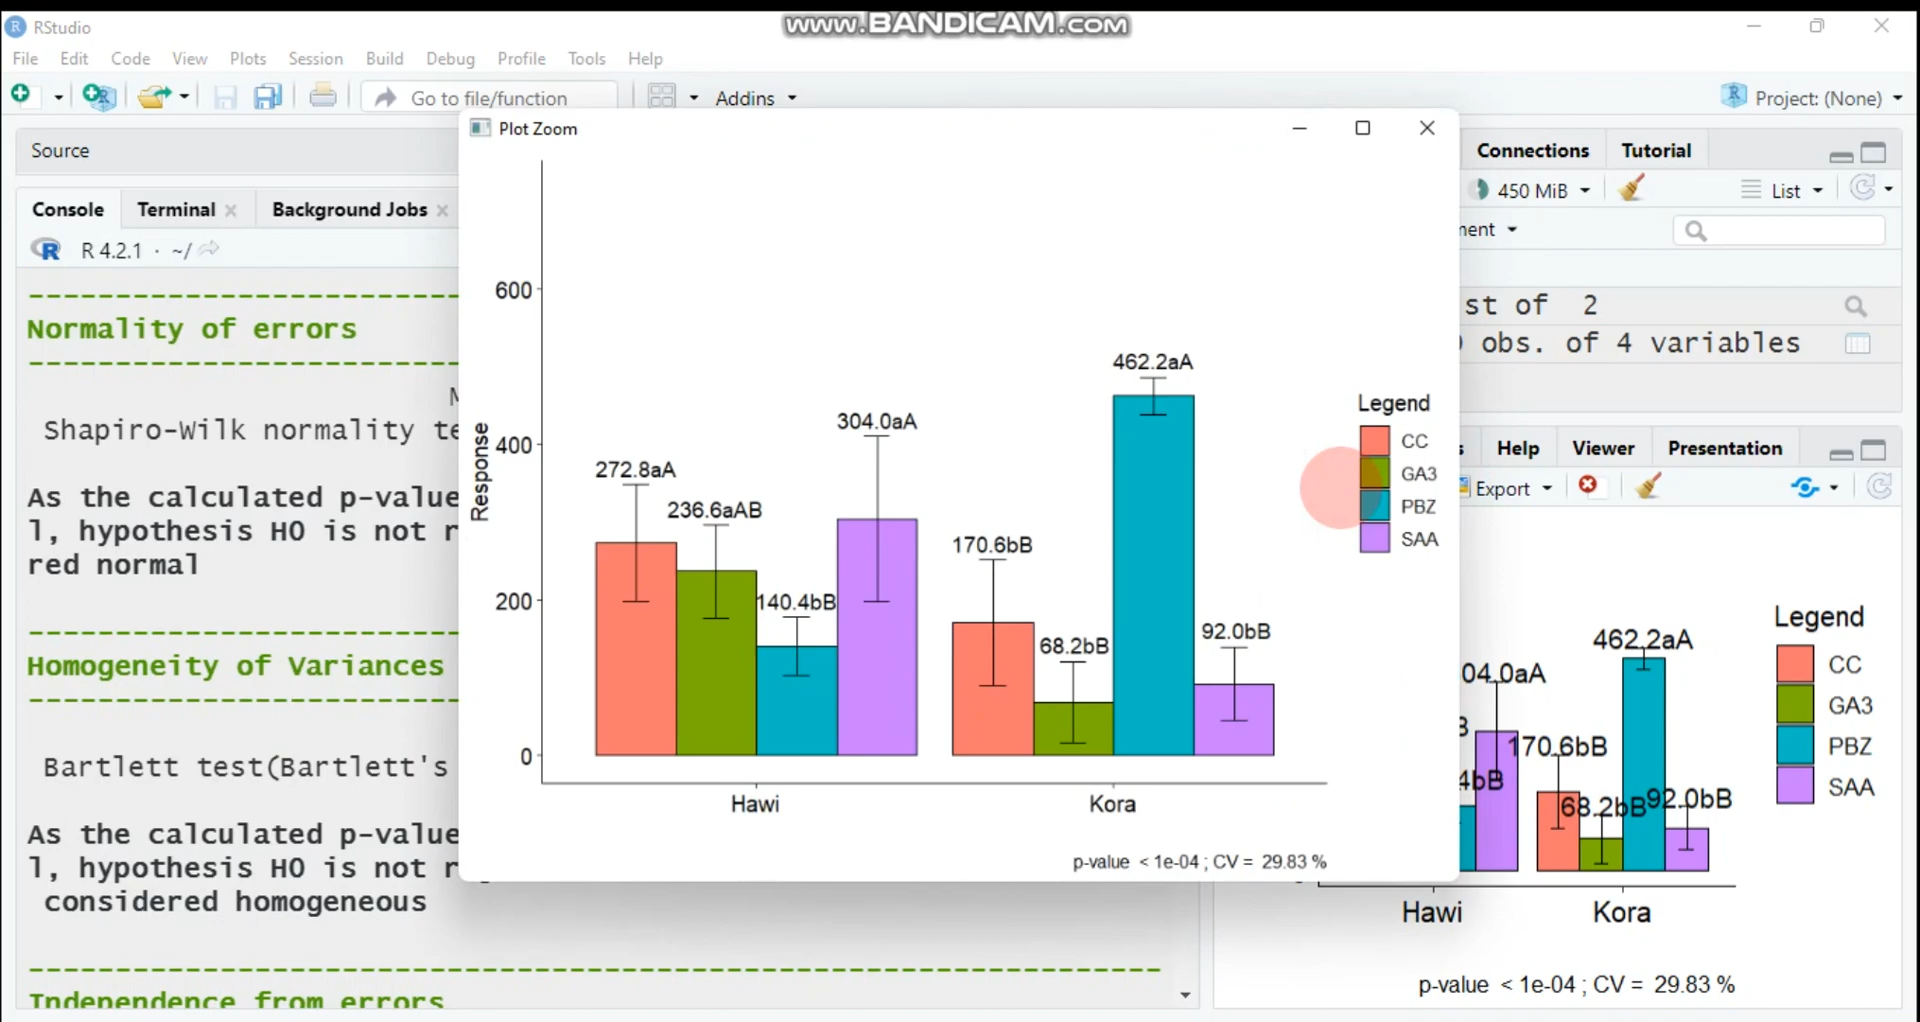 www.BANDICAM.com
RStudio
File Edit Code View Plots Session Build Debug Profile Tools Help
Go to file/function
Addins
Project: (None)
Source
Console
Terminal
Background Jobs
R 4.2.1 · ~/
Normality of errors
Shapiro-Wilk normality
As the calculated p-value
l, hypothesis H0 is not
red normal
Homogeneity of Variances
Bartlett test(Bartlett's
As the calculated p-value
l, hypothesis H0 is not
considered homogeneous
Independence from errors
Plot Zoom
600
400
200
0
Response
272.8aA
236.6aAB
140.4bB
304.0aA
170.6bB
68.2bB
462.2aA
92.0bB
Hawi
Kora
Legend
CC
GA3
PBZ
SAA
p-value < 1e-04 ; CV = 29.83 %
Connections
Tutorial
450 MiB
List
st of 2
obs. of 4 variables
Help
Viewer
Presentation
Export
04.0aA
4bB
170.6bB
68.2bB
462.2aA
92.0bB
Hawi
Kora
Legend
CC
GA3
PBZ
SAA
p-value < 1e-04 ; CV = 29.83 %